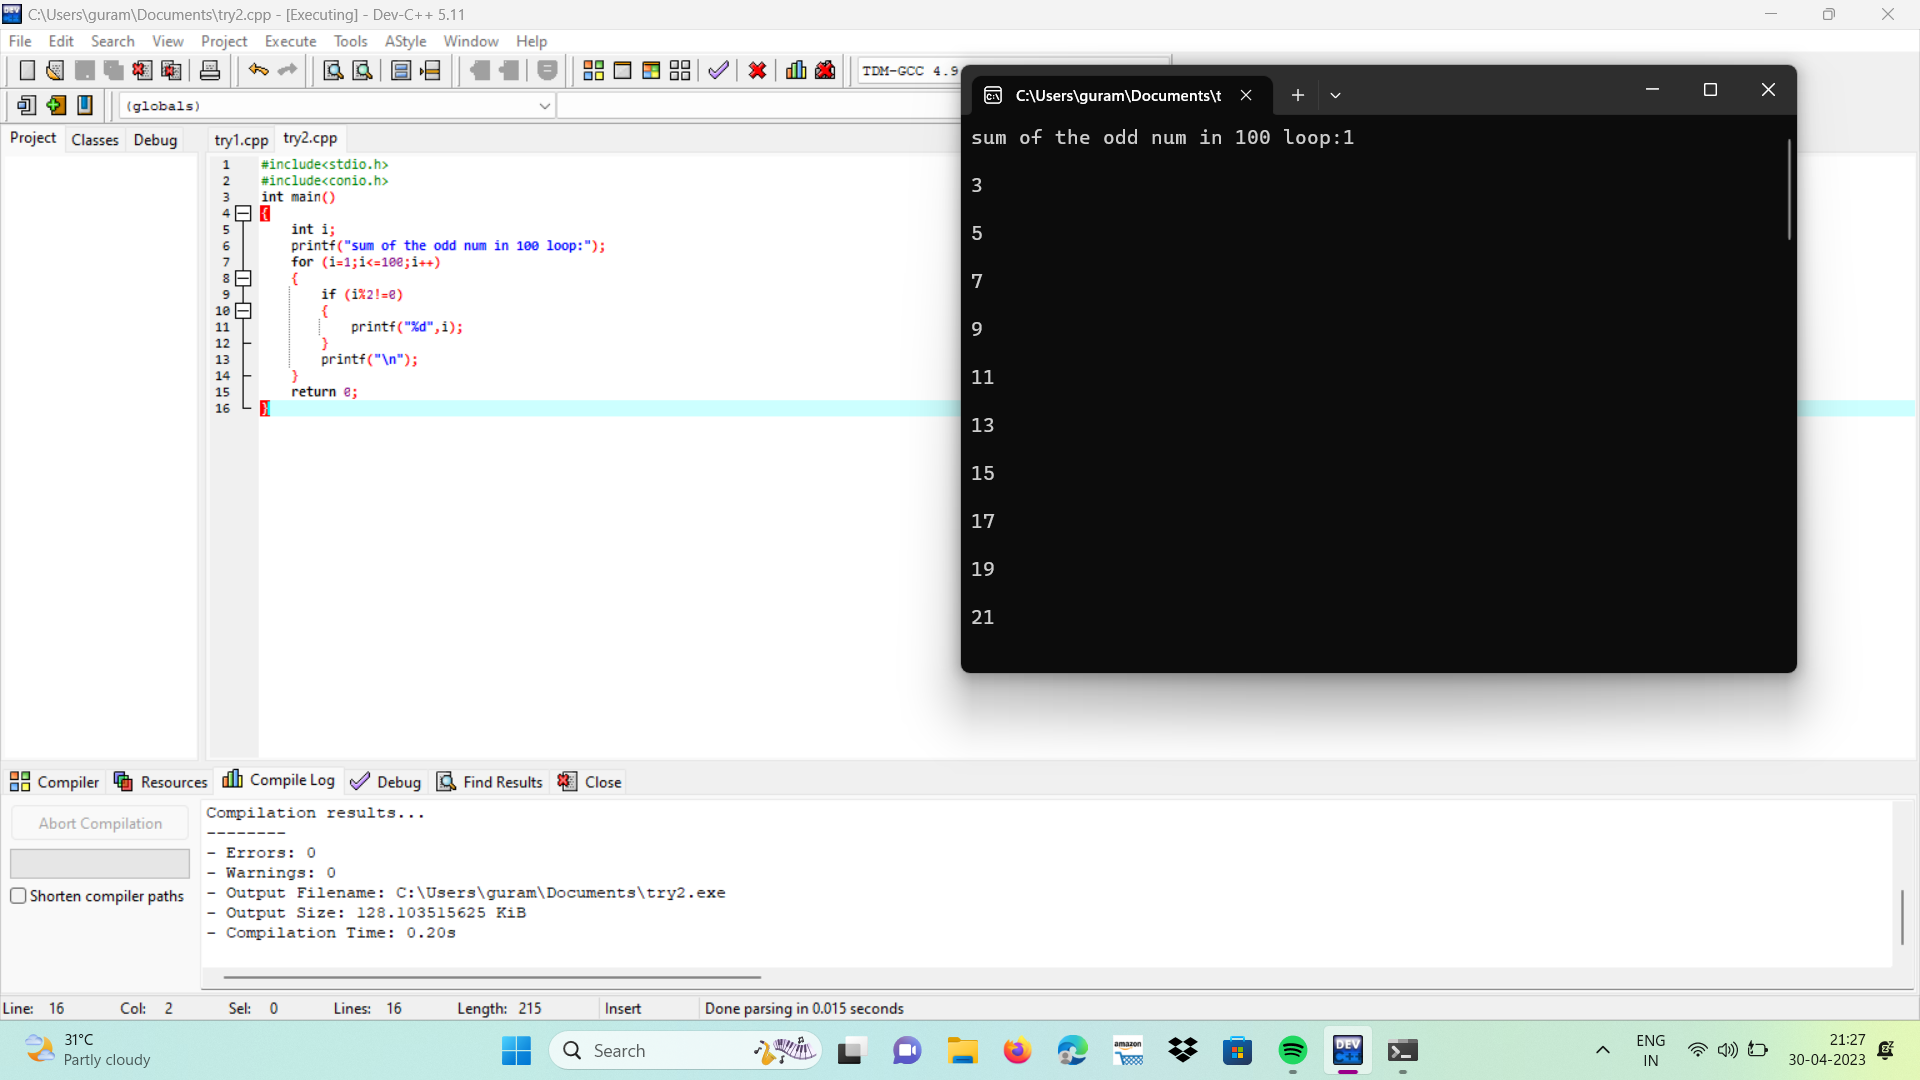 C:\Users\guram\Documents\try2.cpp - [Executing] - Dev-C++ 5.11
File Edit Search View Project Execute Tools AStyle Window Help
TDM-GCC 4.9
(globals)
Project Classes Debug
try1.cpp try2.cpp
1 #include<stdio.h>
2 #include<conio.h>
3 int main()
4 {
5 int i;
6 printf("sum of the odd num in 100 loop:");
7 for (i=1;i<=100;i++)
8 {
9 if (i%2!=0)
10 {
11 printf("%d",i);
12 }
13 printf("\n");
14 }
15 return 0;
16 }
C:\Users\guram\Documents\t
sum of the odd num in 100 loop:1
3
5
7
9
11
13
15
17
19
21
Compiler Resources Compile Log Debug Find Results Close
Abort Compilation
Shorten compiler paths
Compilation results...
--------
- Errors: 0
- Warnings: 0
- Output Filename: C:\Users\guram\Documents\try2.exe
- Output Size: 128.103515625 KiB
- Compilation Time: 0.20s
Line: 16 Col: 2 Sel: 0 Lines: 16 Length: 215 Insert Done parsing in 0.015 seconds
31°C
Partly cloudy
Search
amazon
DEV
C++
ENG
IN
21:27
30-04-2023